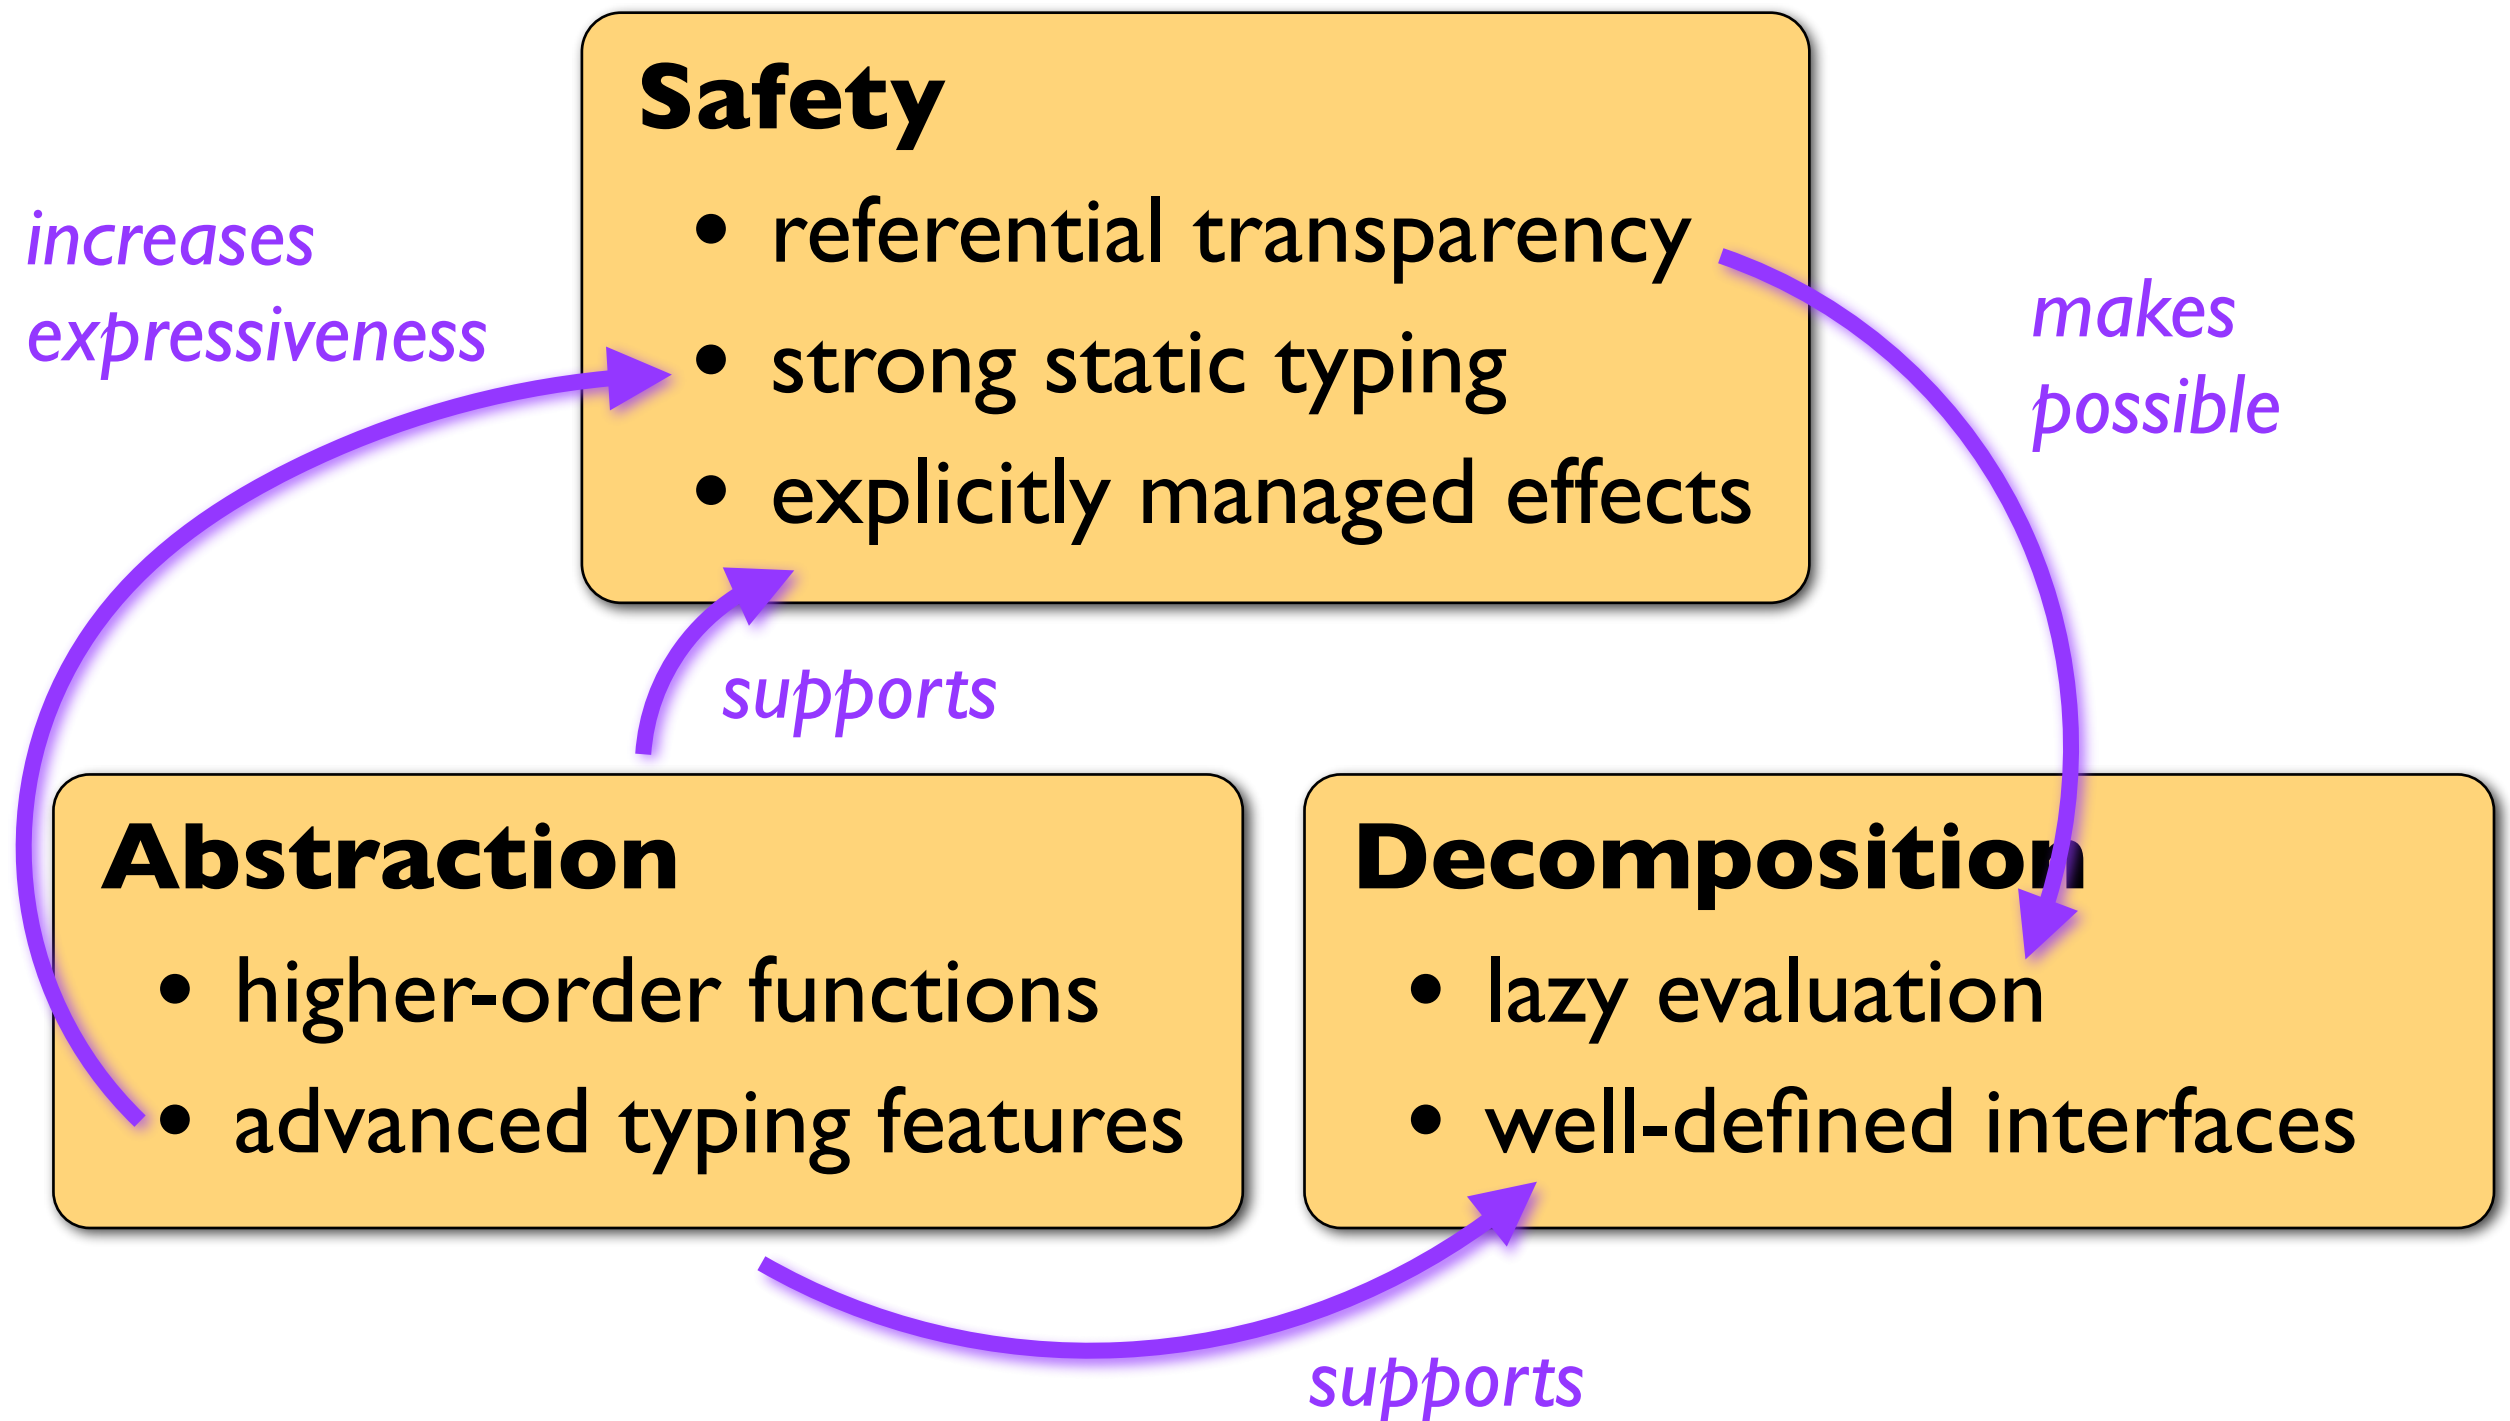 Safety
• referential transparency
• strong static typing
• explicitly managed effects
increases
expressiveness
makes
possible
supports
Abstraction
• higher-order functions
• advanced typing features
Decomposition
• lazy evaluation
• well-defined interfaces
supports